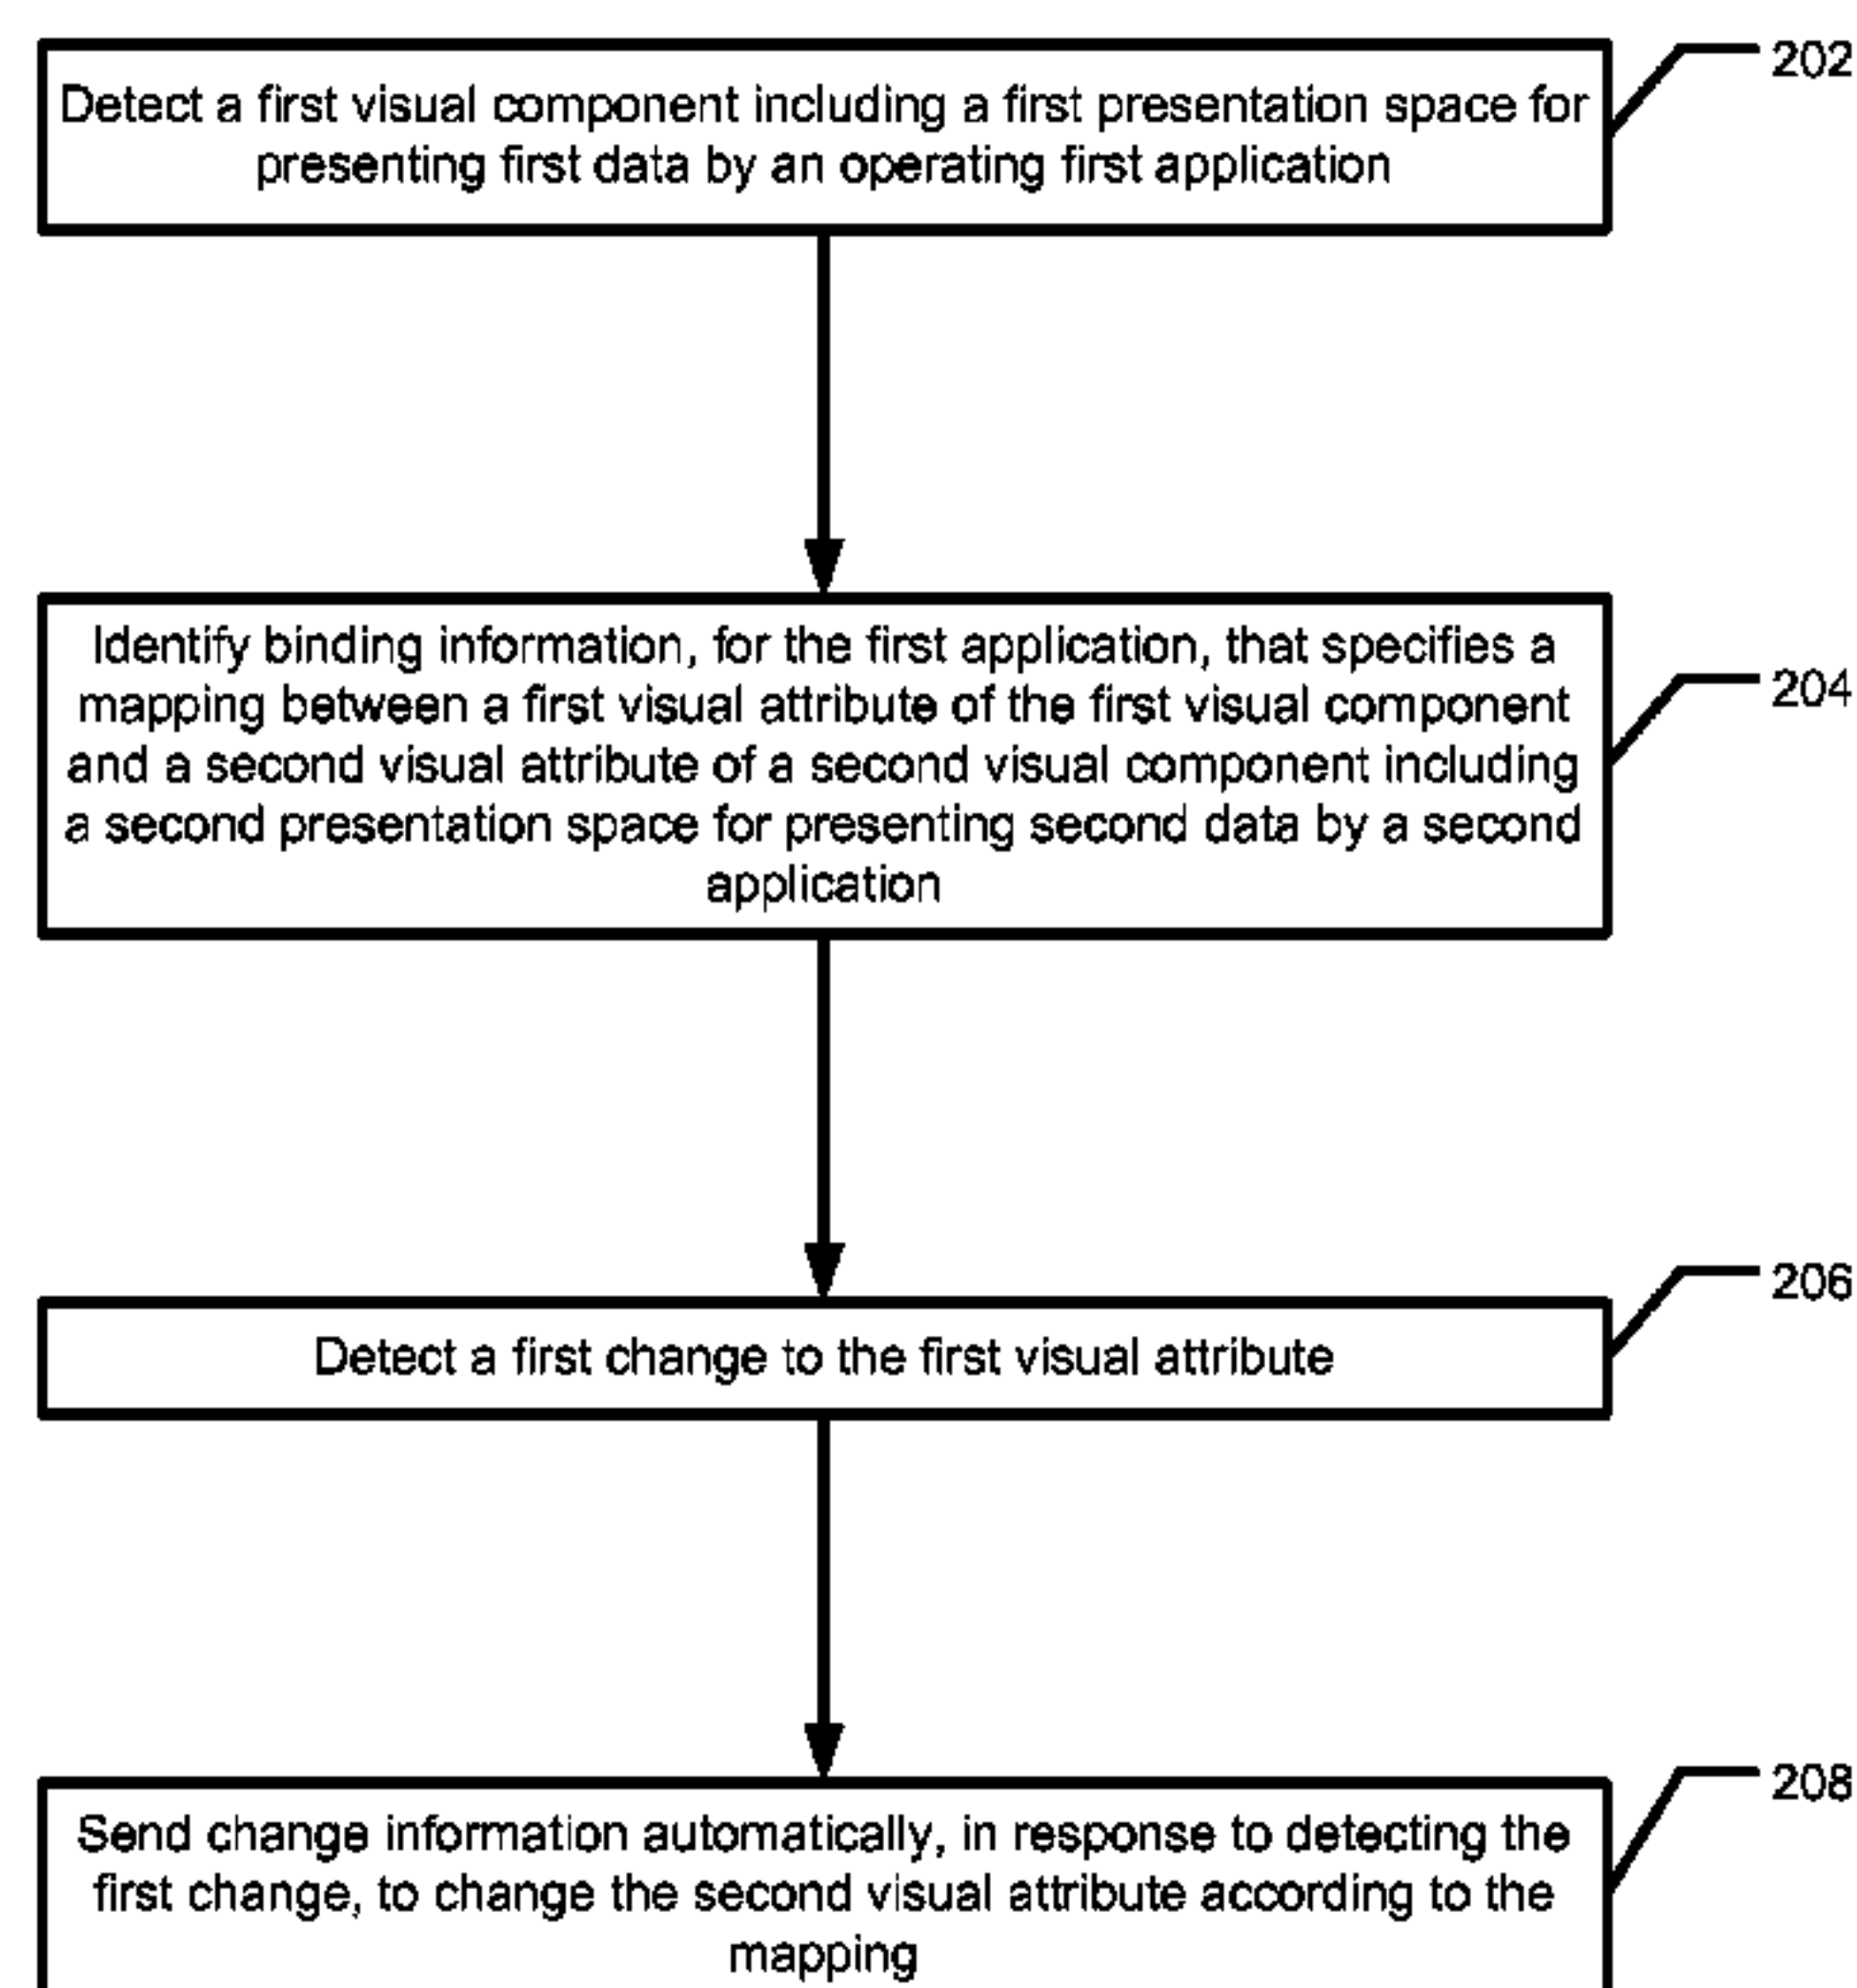 202
Detect a first visual component including a first presentation space for
presenting first data by an operating first application
Identify binding information, for the first application, that specifies a
204
mapping between a first visual attribute of the first visual component
and a second visual attribute of a second visual component including
a second presentation space for presenting second data by a second
application
206
Detect a first change to the first visual attribute
208
Send change information automatically, in response to detecting the
first change, to change the second visual attribute according to the
mapping